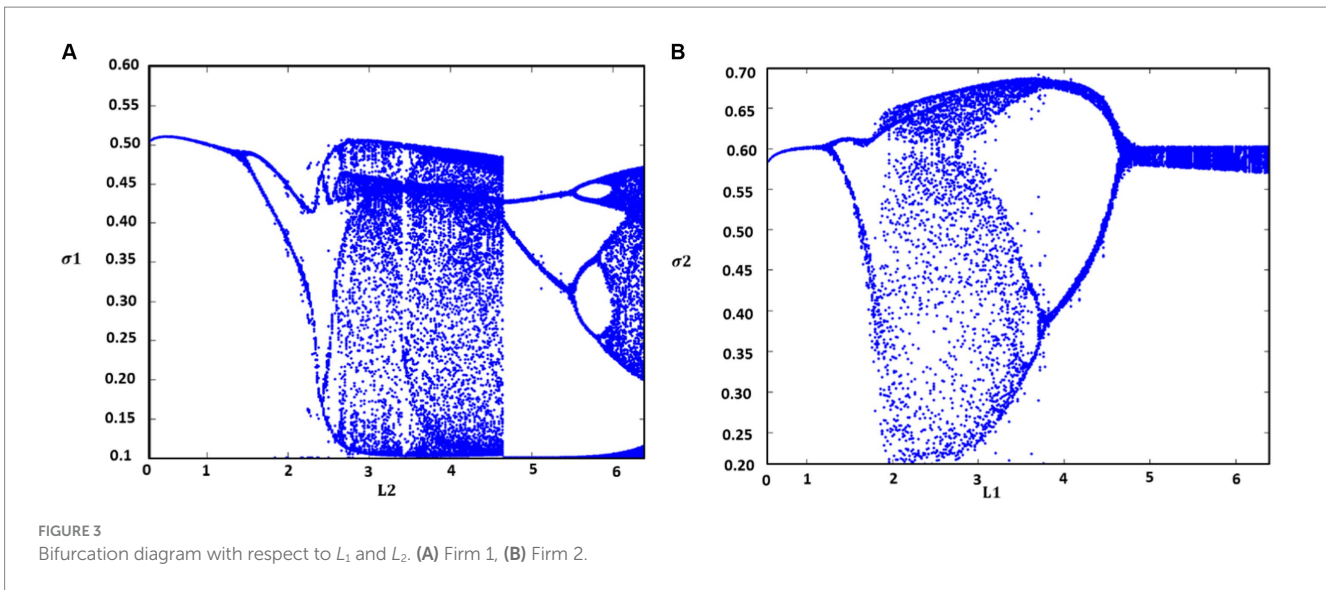 A
B
0.60
0.55
0.50
0.45
0.40
0.35
0.30
0.25
0.20
0.15
0.1
σ1
0 1 2 3 4 5 6
L2
0.70
0.65
0.60
0.55
0.50
0.45
0.40
0.35
0.30
0.25
0.20
σ2
0 1 2 3 4 5 6
L1
FIGURE 3
Bifurcation diagram with respect to L₁ and L₂. (A) Firm 1, (B) Firm 2.